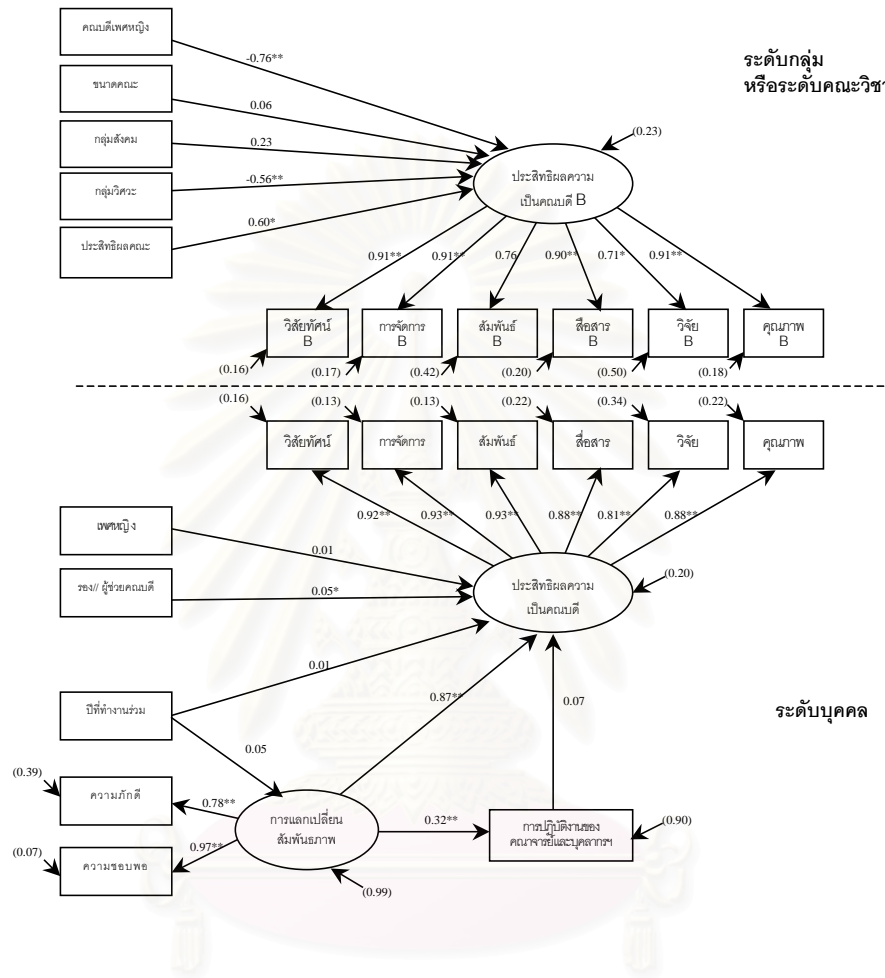 คณบดีเพศหญิง
-0.76**
ระดับกลุ่ม
หรือระดับคณะวิชา
ขนาดคณะ
0.06
กลุ่มสังคม
0.23
(0.23)
กลุ่มวิศวะ
-0.56**
ประสิทธิผลความ
เป็นคณบดี B
ประสิทธิผลคณะ
0.60*
0.91**
0.91**
0.76
0.90**
0.71*
0.91**
วิสัยทัศน์
B
การจัดการ
B
สัมพันธ์
B
สื่อสาร
B
วิจัย
B
คุณภาพ
B
(0.16)
(0.17)
(0.42)
(0.20)
(0.50)
(0.18)
(0.16)
(0.13)
(0.13)
(0.22)
(0.34)
(0.22)
วิสัยทัศน์
การจัดการ
สัมพันธ์
สื่อสาร
วิจัย
คุณภาพ
0.92**
0.93**
0.93**
0.88**
0.81**
0.88**
เพศหญิง
0.01
รอง// ผู้ช่วยคณบดี
0.05*
ประสิทธิผลความ
เป็นคณบดี
(0.20)
0.01
0.87**
0.07
ปีที่ทำงานร่วม
0.05
ระดับบุคคล
(0.39)
ความภักดี
0.78**
การแลกเปลี่ยน
สัมพันธภาพ
0.32**
การปฏิบัติงานของ
คณาจารย์และบุคลากรฯ
(0.90)
(0.07)
ความชอบพอ
0.97**
(0.99)